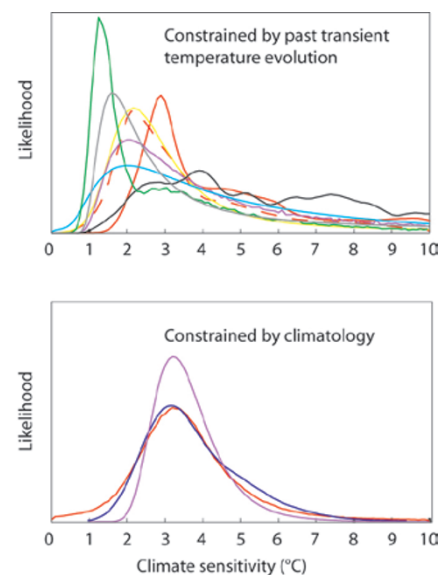 Constrained by past transient
temperature evolution
Likelihood
0 1 2 3 4 5 6 7 8 9 10
Constrained by climatology
Likelihood
0 1 2 3 4 5 6 7 8 9 10
Climate sensitivity (°C)